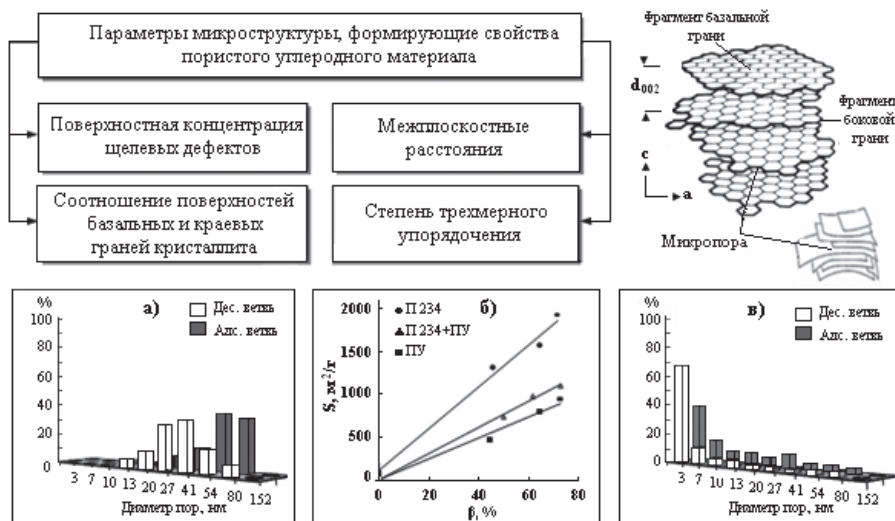 Параметры микроструктуры, формирующие свойства
пористого углеродного материала
Поверхностная концентрация
щелевых дефектов
Межплоскостные
расстояния
Соотношение поверхностей
базальных и краевых
граней кристаллита
Степень трехмерного
упорядочения
Фрагмент базальной
грани
d002
Фрагмент
боковой
грани
c
a
Микропора
%
100
80
60
40
20
0
а)
Дес. ветвь
Адс. ветвь
3 7 10 13 20 27 41 54 80 152
Диаметр пор, нм
S, м²/г
2000
1500
1000
500
0
П 234
П 234+ПУ
ПУ
б)
0 20 40 60 80
β, %
%
100
80
60
40
20
0
в)
Дес. ветвь
Адс. ветвь
3 7 10 13 20 27 41 54 80 152
Диаметр пор, нм